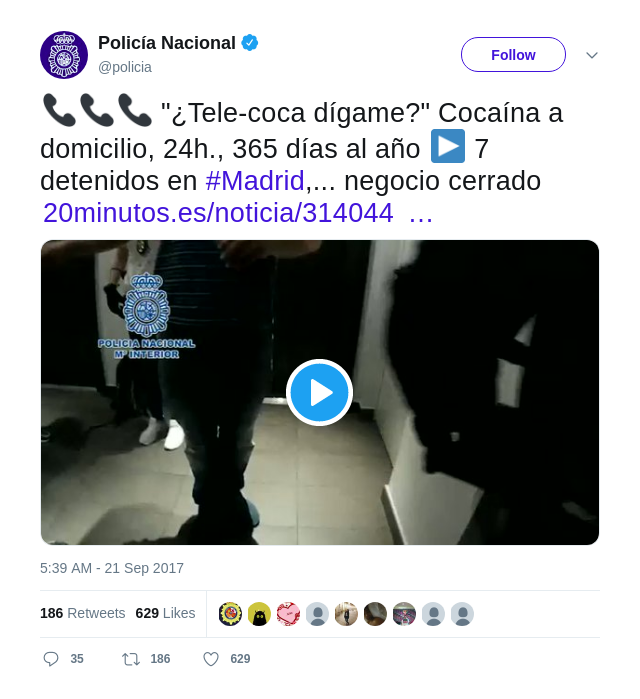 Policía Nacional
@policia
Follow
"¿Tele-coca dígame?" Cocaína a
domicilio, 24h., 365 días al año ▶ 7
detenidos en #Madrid,... negocio cerrado
20minutos.es/noticia/314044 …
POLICIA NACIONAL
Mº INTERIOR
5:39 AM - 21 Sep 2017
186 Retweets 629 Likes
35 186 629